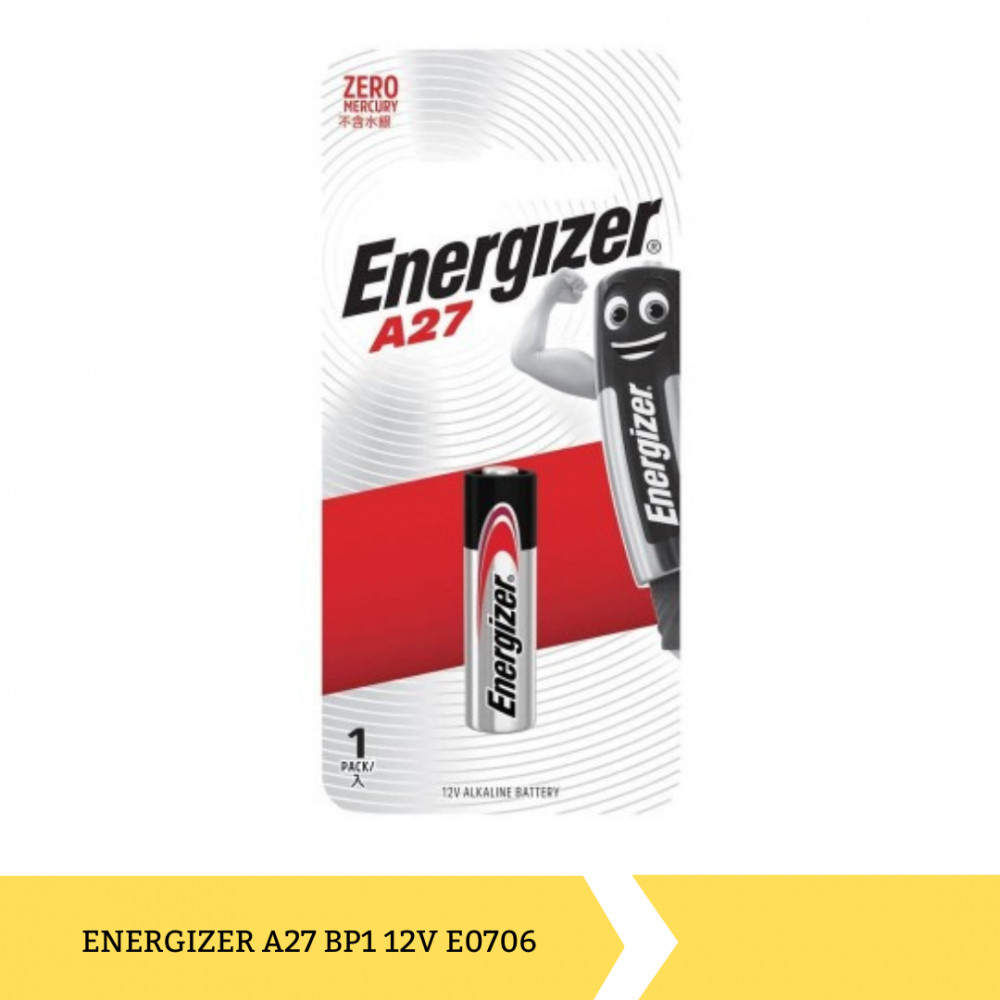 ZERO
MERCURY
不含水銀
Energizer®
A27
Energizer.
Energizer®
1
PACK/
入
12V ALKALINE BATTERY
ENERGIZER A27 BP1 12V E0706